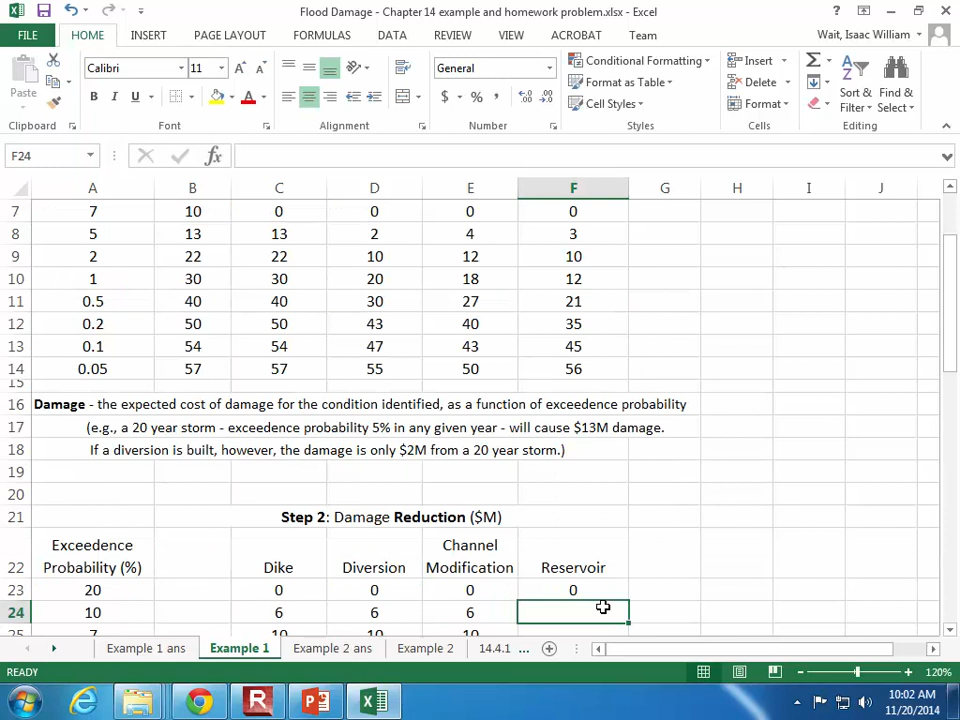 Flood Damage - Chapter 14 example and homework problem.xlsx - Excel
FILE HOME INSERT PAGE LAYOUT FORMULAS DATA REVIEW VIEW ACROBAT Team Wait, Isaac William
Calibri 11 General Conditional Formatting Insert
Paste Format as Table Delete Sort & Find &
B I U A $ % , Cell Styles Format Filter Select
Clipboard Font Alignment Number Styles Cells Editing
F24 fx
A B C D E F G H I J
7 7 10 0 0 0 0
8 5 13 13 2 4 3
9 2 22 22 10 12 10
10 1 30 30 20 18 12
11 0.5 40 40 30 27 21
12 0.2 50 50 43 40 35
13 0.1 54 54 47 43 45
14 0.05 57 57 55 50 56
15
16 Damage - the expected cost of damage for the condition identified, as a function of exceedence probability
17 (e.g., a 20 year storm - exceedence probability 5% in any given year - will cause $13M damage.
18 If a diversion is built, however, the damage is only $2M from a 20 year storm.)
19
20
21 Step 2: Damage Reduction ($M)
Exceedence Channel
22 Probability (%) Dike Diversion Modification Reservoir
23 20 0 0 0 0
24 10 6 6 6
25 7 10 10 10
Example 1 ans Example 1 Example 2 ans Example 2 14.4.1 ...
READY 120%
10:02 AM
11/20/2014